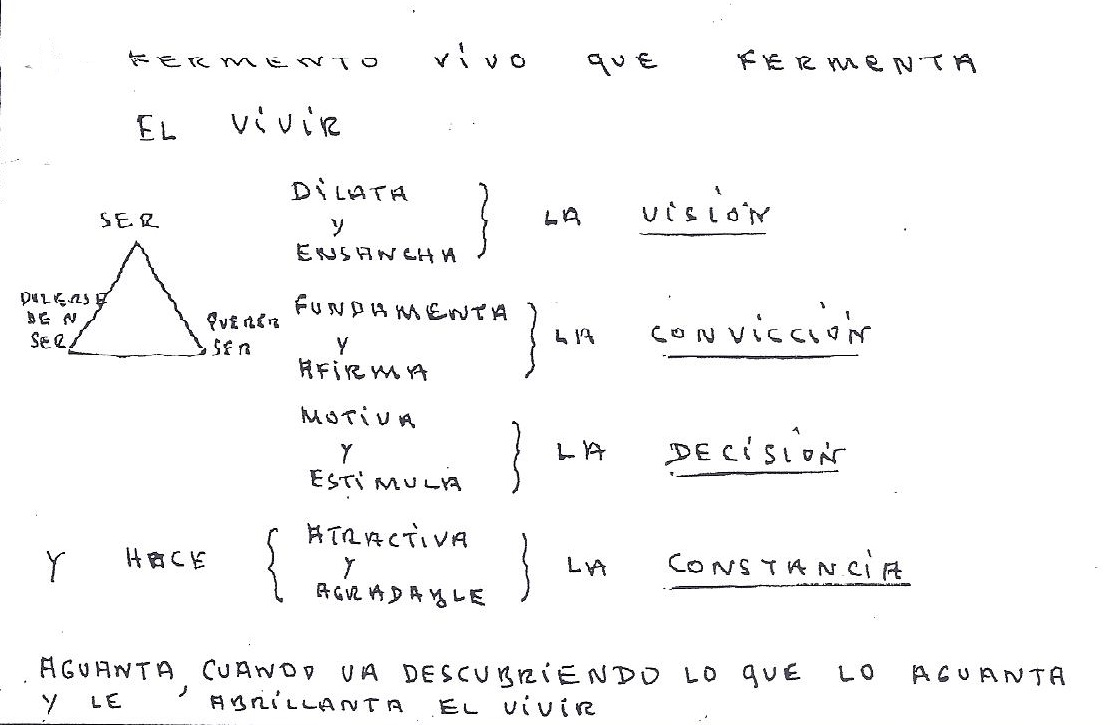 FERMENTO VIVO QUE FERMENTA
EL VIVIR
SER
DOLERSE
DE N
SER
QUERER
SER
DILATA
Y
ENSANCHA
LA VISIÓN
FUNDAMENTA
Y
AFIRMA
LA CONVICCIÓN
MOTIVA
Y
ESTIMULA
LA DECISIÓN
Y HACE
ATRACTIVA
Y
AGRADABLE
LA CONSTANCIA
AGUANTA, CUANDO VA DESCUBRIENDO LO QUE LO AGUANTA
Y LE ABRILLANTA EL VIVIR